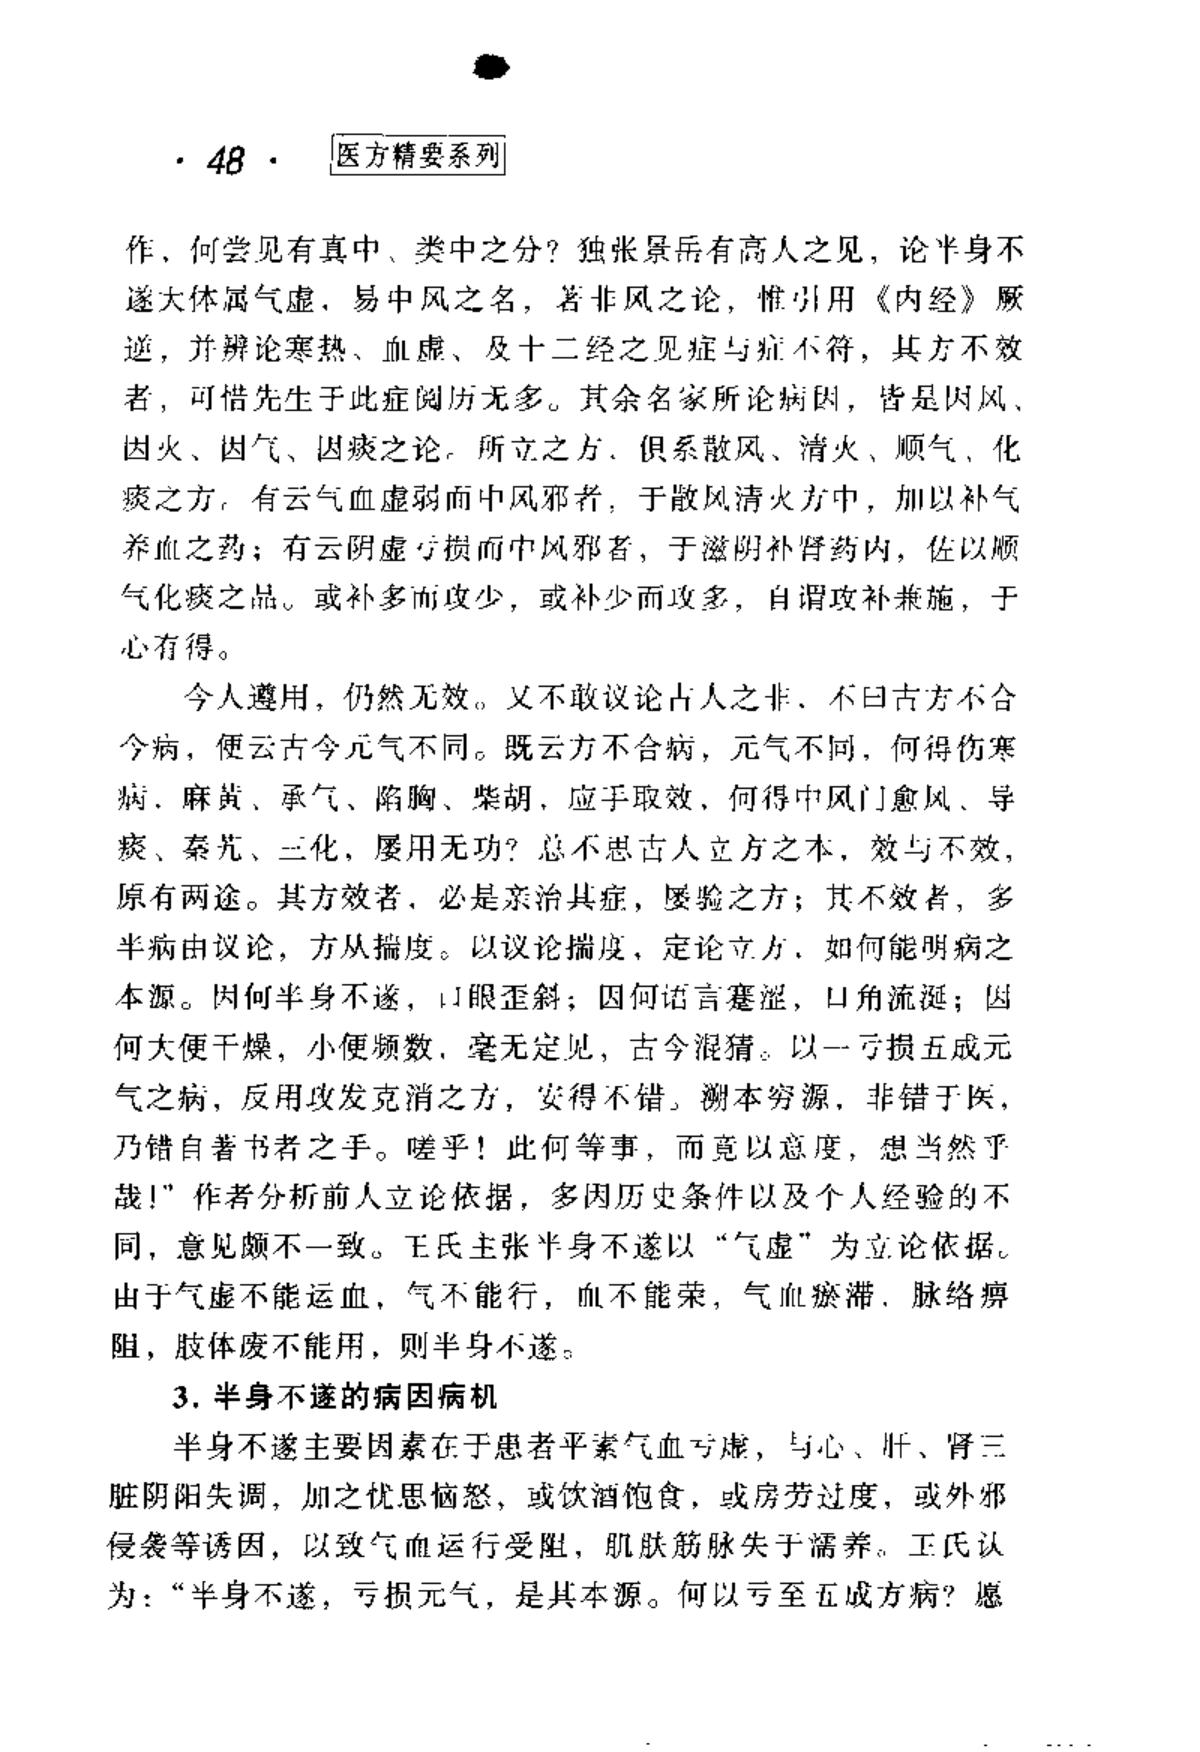 · 48 · 医方精要系列
作，何尝见有真中、类中之分？独张景岳有高人之见，论半身不
遂大体属气虚，易中风之名，著非风之论，惟引用《内经》厥
逆，并辨论寒热、血虚、及十二经之见症与症不符，其方不效
者，可惜先生于此症阅历无多。其余名家所论病因，皆是因风、
因火、因气、因痰之论。所立之方，俱系散风、清火、顺气、化
痰之方。有云气血虚弱而中风邪者，于散风清火方中，加以补气
养血之药；有云阴虚亏损而中风邪者，于滋阴补肾药内，佐以顺
气化痰之品。或补多而攻少，或补少而攻多，自谓攻补兼施，于
心有得。
今人遵用，仍然无效。又不敢议论古人之非，不曰古方不合
今病，便云古今元气不同。既云方不合病，元气不同，何得伤寒
病，麻黄、承气、陷胸、柴胡，应手取效，何得中风门愈风、导
痰、秦艽、三化，屡用无功？总不思古人立方之本，效与不效，
原有两途。其方效者，必是亲治其症，屡验之方；其不效者，多
半病由议论，方从揣度。以议论揣度，定论立方，如何能明病之
本源。因何半身不遂，口眼歪斜；因何语言蹇涩，口角流涎；因
何大便干燥，小便频数，毫无定见，古今混猜。以一亏损五成元
气之病，反用攻发克消之方，安得不错。溯本穷源，非错于医，
乃错自著书者之手。嗟乎！此何等事，而竟以意度，想当然乎
哉！”作者分析前人立论依据，多因历史条件以及个人经验的不
同，意见颇不一致。王氏主张半身不遂以“气虚”为立论依据。
由于气虚不能运血，气不能行，血不能荣，气血瘀滞，脉络痹
阻，肢体废不能用，则半身不遂。
3. 半身不遂的病因病机
半身不遂主要因素在于患者平素气血亏虚，与心、肝、肾三
脏阴阳失调，加之忧思恼怒，或饮酒饱食，或房劳过度，或外邪
侵袭等诱因，以致气血运行受阻，肌肤筋脉失于濡养。王氏认
为：“半身不遂，亏损元气，是其本源。何以亏至五成方病？愿